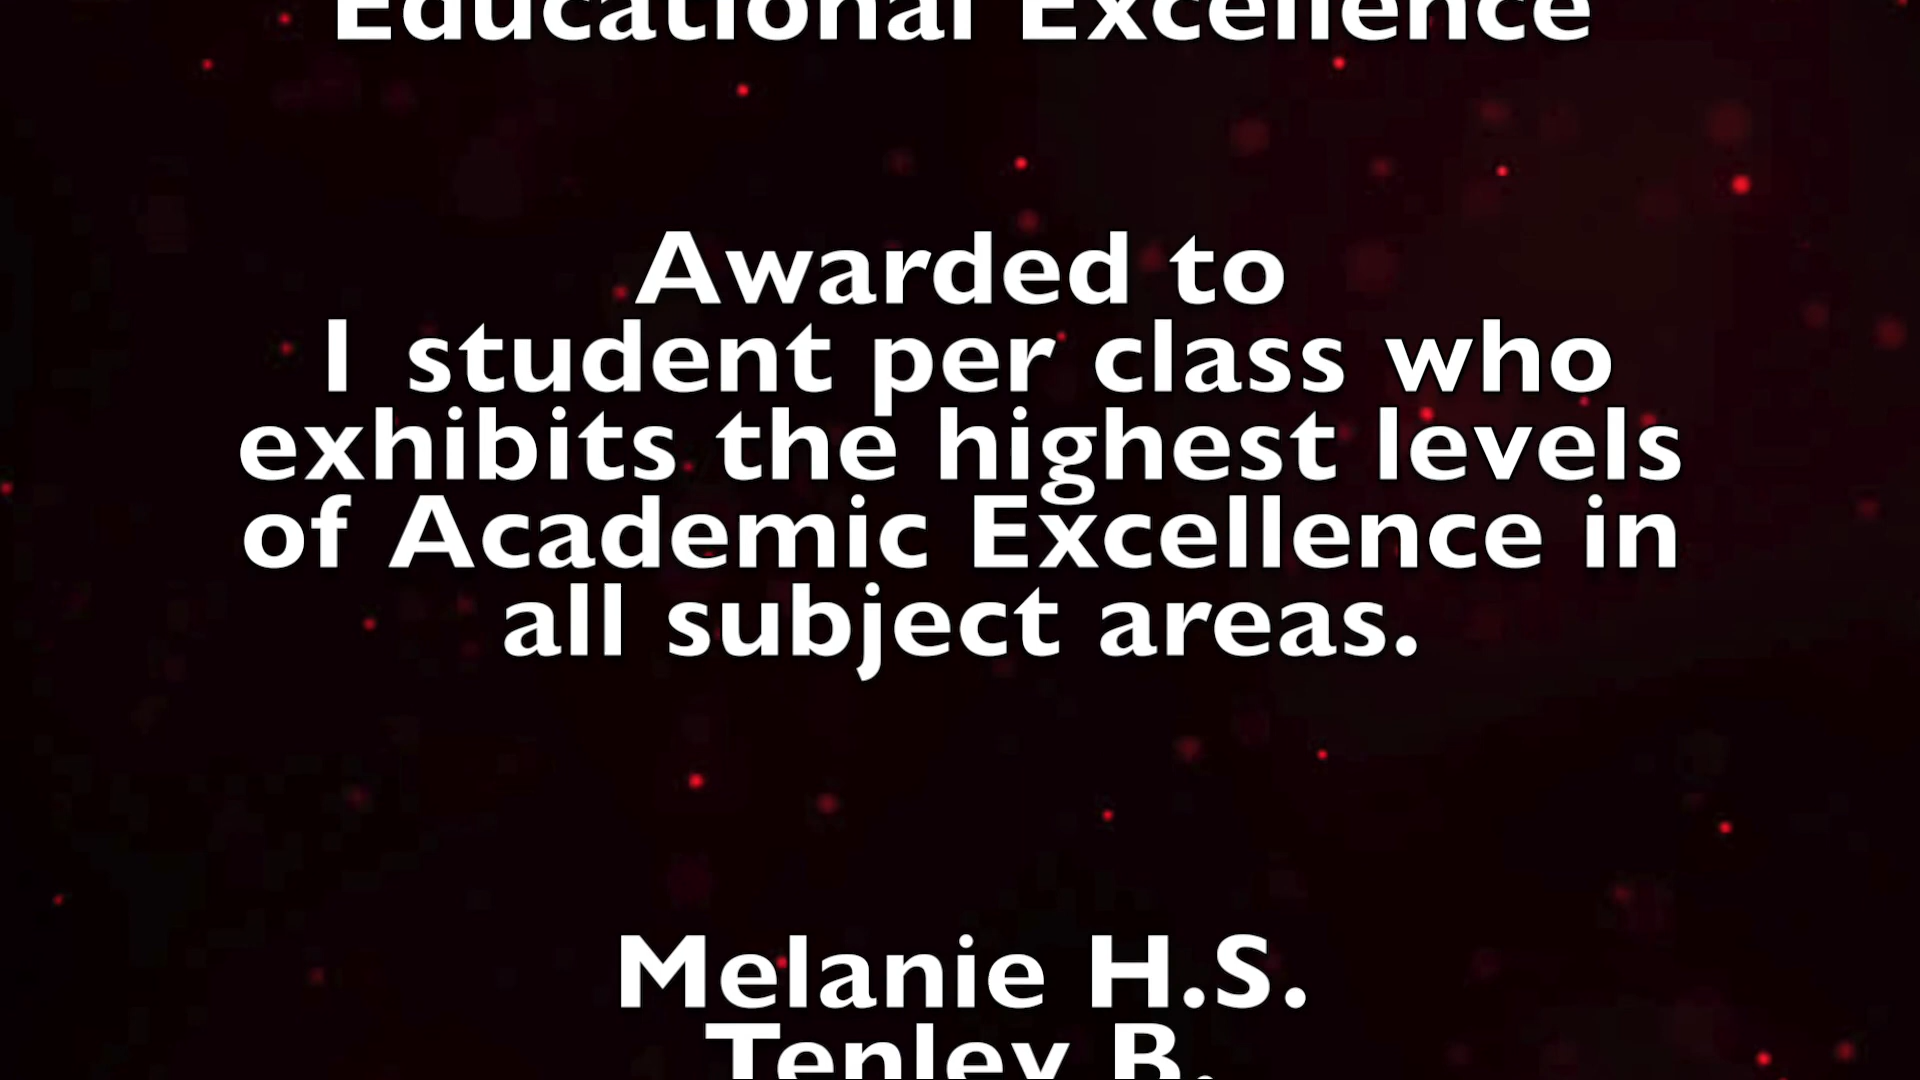 Educational Excellence
Awarded to
1 student per class who
exhibits the highest levels
of Academic Excellence in
all subject areas.
Melanie H.S.
Tenley B.